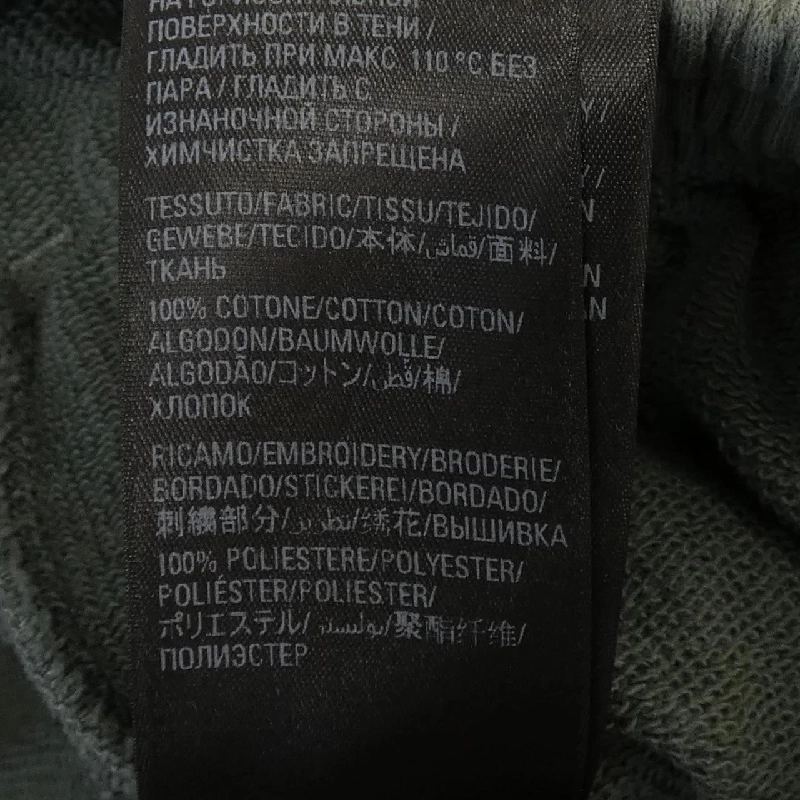 ПОВЕРХНОСТИ В ТЕНИ/
ГЛАДИТЬ ПРИ МАКС 110 °C БЕЗ
ПАРА / ГЛАДИТЬ С
ИЗНАНОЧНОЙ СТОРОНЫ/
ХИМЧИСТКА ЗАПРЕЩЕНА
TESSUTO/FABRIC/TISSU/TEJIDO/
GEWEBE/TECIDO/本体/قماش/面料/
ТКАНЬ
100% COTONE/COTTON/COTON/
ALGODON/BAUMWOLLE/
ALGODÃO/コットン/قطن/棉/
ХЛОПОК
RICAMO/EMBROIDERY/BRODERIE/
BORDADO/STICKEREI/BORDADO/
刺繍部分/تطريز/绣花/ВЫШИВКА
100% POLIESTERE/POLYESTER/
POLIÉSTER/POLIESTER/
ポリエステル/بوليستر/聚酯纤维/
ПОЛИЭСТЕР
Y/
Y/
N
N
AN